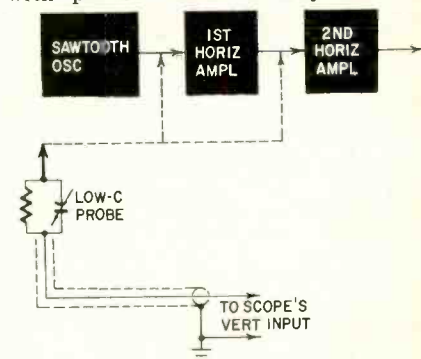 SAWTOOTH
OSC
1ST
HORIZ
AMPL
2ND
HORIZ
AMPL
LOW-C
PROBE
TO SCOPE'S
VERT INPUT